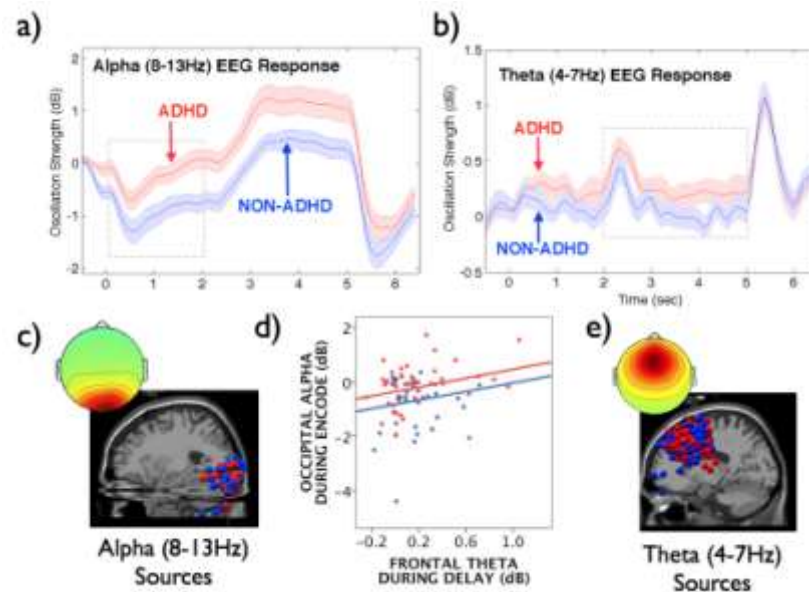 a)
Alpha (8-13Hz) EEG Response
ADHD
NON-ADHD
Oscillation Strength (dB)
1
0
-1
-2
0 1 2 3 4 5 6
b)
Theta (4-7Hz) EEG Response
ADHD
NON-ADHD
Oscillation Strength (dB)
1.5
1
0.5
0
-0.5
0 1 2 3 4 5 6
Time (sec)
c)
Alpha (8-13Hz)
Sources
d)
OCCIPITAL ALPHA
DURING ENCODE (dB)
2
0
-2
-4
-0.2 0.2 0.6 1.0
FRONTAL THETA
DURING DELAY (dB)
e)
Theta (4-7Hz)
Sources